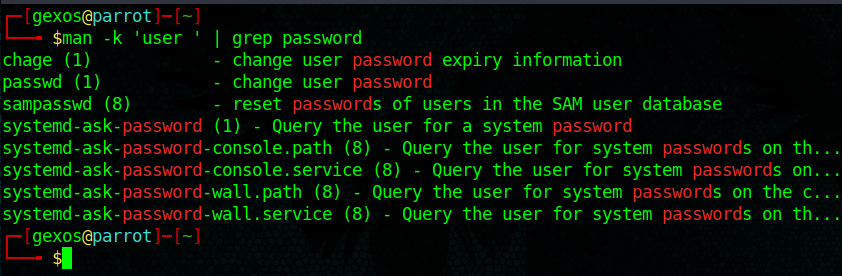 ┌─[gexos@parrot]─[~]
└──╼ $man -k 'user ' | grep password
chage (1)            - change user password expiry information
passwd (1)           - change user password
sampasswd (8)        - reset passwords of users in the SAM user database
systemd-ask-password (1) - Query the user for a system password
systemd-ask-password-console.path (8) - Query the user for system passwords on th...
systemd-ask-password-console.service (8) - Query the user for system passwords on...
systemd-ask-password-wall.path (8) - Query the user for system passwords on the c...
systemd-ask-password-wall.service (8) - Query the user for system passwords on th...
┌─[gexos@parrot]─[~]
└──╼ $